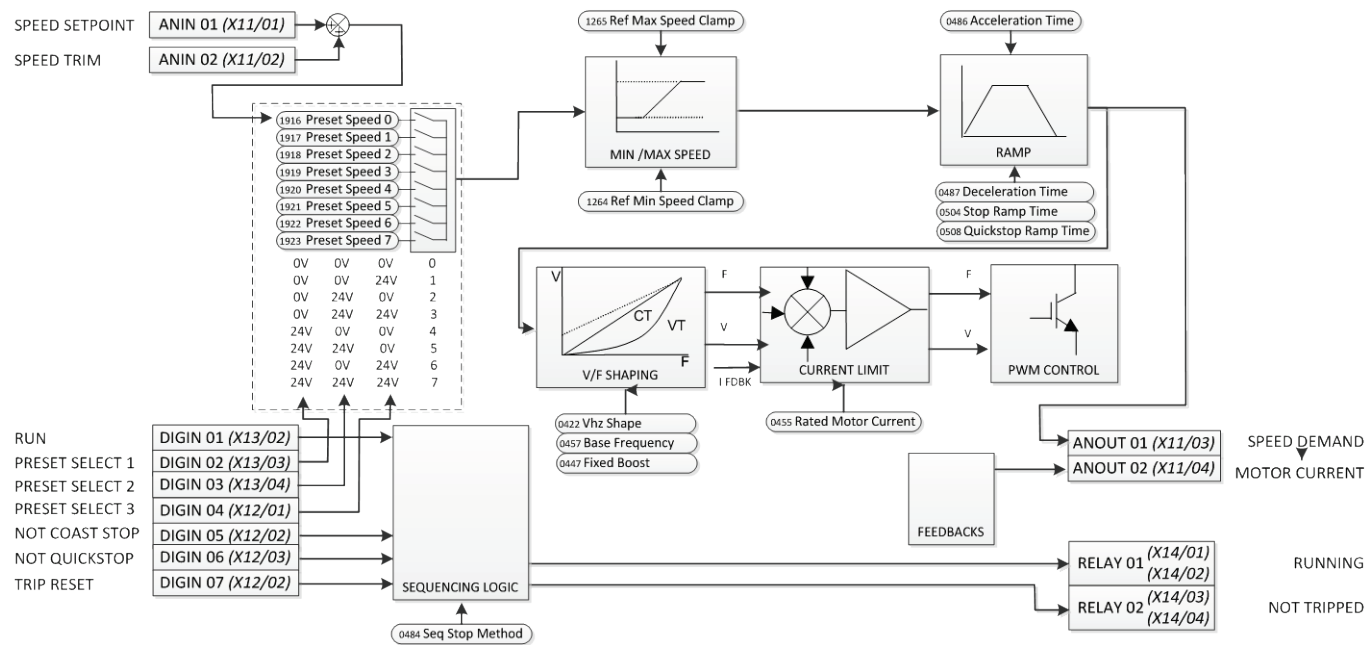 SPEED SETPOINT
ANIN 01 (X11/01)
SPEED TRIM
ANIN 02 (X11/02)
1916 Preset Speed 0
1917 Preset Speed 1
1918 Preset Speed 2
1919 Preset Speed 3
1920 Preset Speed 4
1921 Preset Speed 5
1922 Preset Speed 6
1923 Preset Speed 7
0V 0V 0V 0
0V 0V 24V 1
0V 24V 0V 2
0V 24V 24V 3
24V 0V 0V 4
24V 24V 0V 5
24V 0V 24V 6
24V 24V 24V 7
1265 Ref Max Speed Clamp
MIN /MAX SPEED
1264 Ref Min Speed Clamp
0486 Acceleration Time
RAMP
0487 Deceleration Time
0504 Stop Ramp Time
0508 Quickstop Ramp Time
V
CT
VT
F
V/F SHAPING
0422 Vhz Shape
0457 Base Frequency
0447 Fixed Boost
F
V
I FDBK
CURRENT LIMIT
0455 Rated Motor Current
F
V
PWM CONTROL
RUN
DIGIN 01 (X13/02)
PRESET SELECT 1
DIGIN 02 (X13/03)
PRESET SELECT 2
DIGIN 03 (X13/04)
PRESET SELECT 3
DIGIN 04 (X12/01)
NOT COAST STOP
DIGIN 05 (X12/02)
NOT QUICKSTOP
DIGIN 06 (X12/03)
TRIP RESET
DIGIN 07 (X12/02)
SEQUENCING LOGIC
0484 Seq Stop Method
FEEDBACKS
ANOUT 01 (X11/03)
SPEED DEMAND
ANOUT 02 (X11/04)
MOTOR CURRENT
RELAY 01 (X14/01)
(X14/02)
RUNNING
RELAY 02 (X14/03)
(X14/04)
NOT TRIPPED